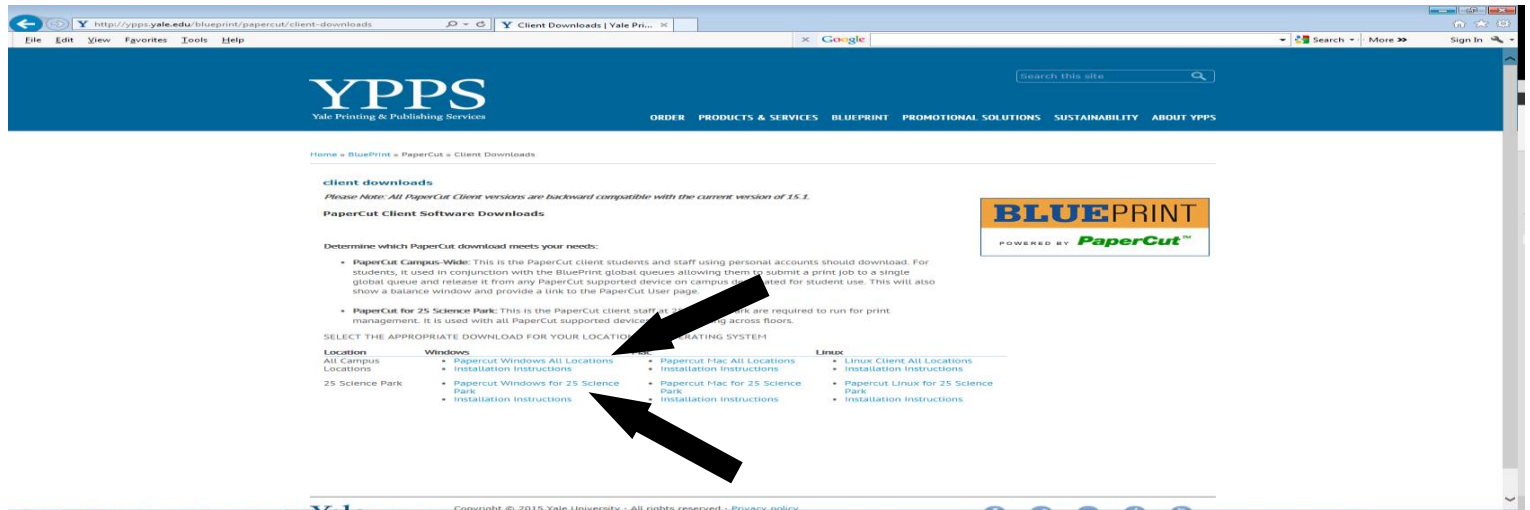 http://ypps.yale.edu/blueprint/papercut/client-downloads
Client Downloads | Yale Pri...
File Edit View Favorites Tools Help
Google
Search
More
Sign In
YPPS
Yale Printing & Publishing Services
Search this site
ORDER PRODUCTS & SERVICES BLUEPRINT PROMOTIONAL SOLUTIONS SUSTAINABILITY ABOUT YPPS
Home » BluePrint » PaperCut » Client Downloads
client downloads
Please Note: All PaperCut Client versions are backward compatible with the current version of 15.1.
PaperCut Client Software Downloads
BLUEPRINT
POWERED BY PaperCut™
Determine which PaperCut download meets your needs:
• PaperCut Campus-Wide: This is the PaperCut client students and staff using personal accounts should download. For
students, it used in conjunction with the BluePrint global queues allowing them to submit a print job to a single
global queue and release it from any PaperCut supported device on campus for student use. This will also
show a balance window and provide a link to the PaperCut User page.
• PaperCut for 25 Science Park: This is the PaperCut client staff at are required to run for print
management. It is used with all PaperCut supported across floors.
SELECT THE APPROPRIATE DOWNLOAD FOR YOUR LOCATION SYSTEM
Location Windows Linux
All Campus Locations
• Papercut Windows All Locations
• Installation Instructions
• Papercut Mac All Locations
• Installation Instructions
• Linux Client All Locations
• Installation Instructions
25 Science Park
• Papercut Windows for 25 Science
Park
• Installation Instructions
• Papercut Mac for 25 Science
Park
• Installation Instructions
• Papercut Linux for 25 Science
Park
• Installation Instructions
Copyright © 2015 Yale University · All rights reserved · Privacy policy